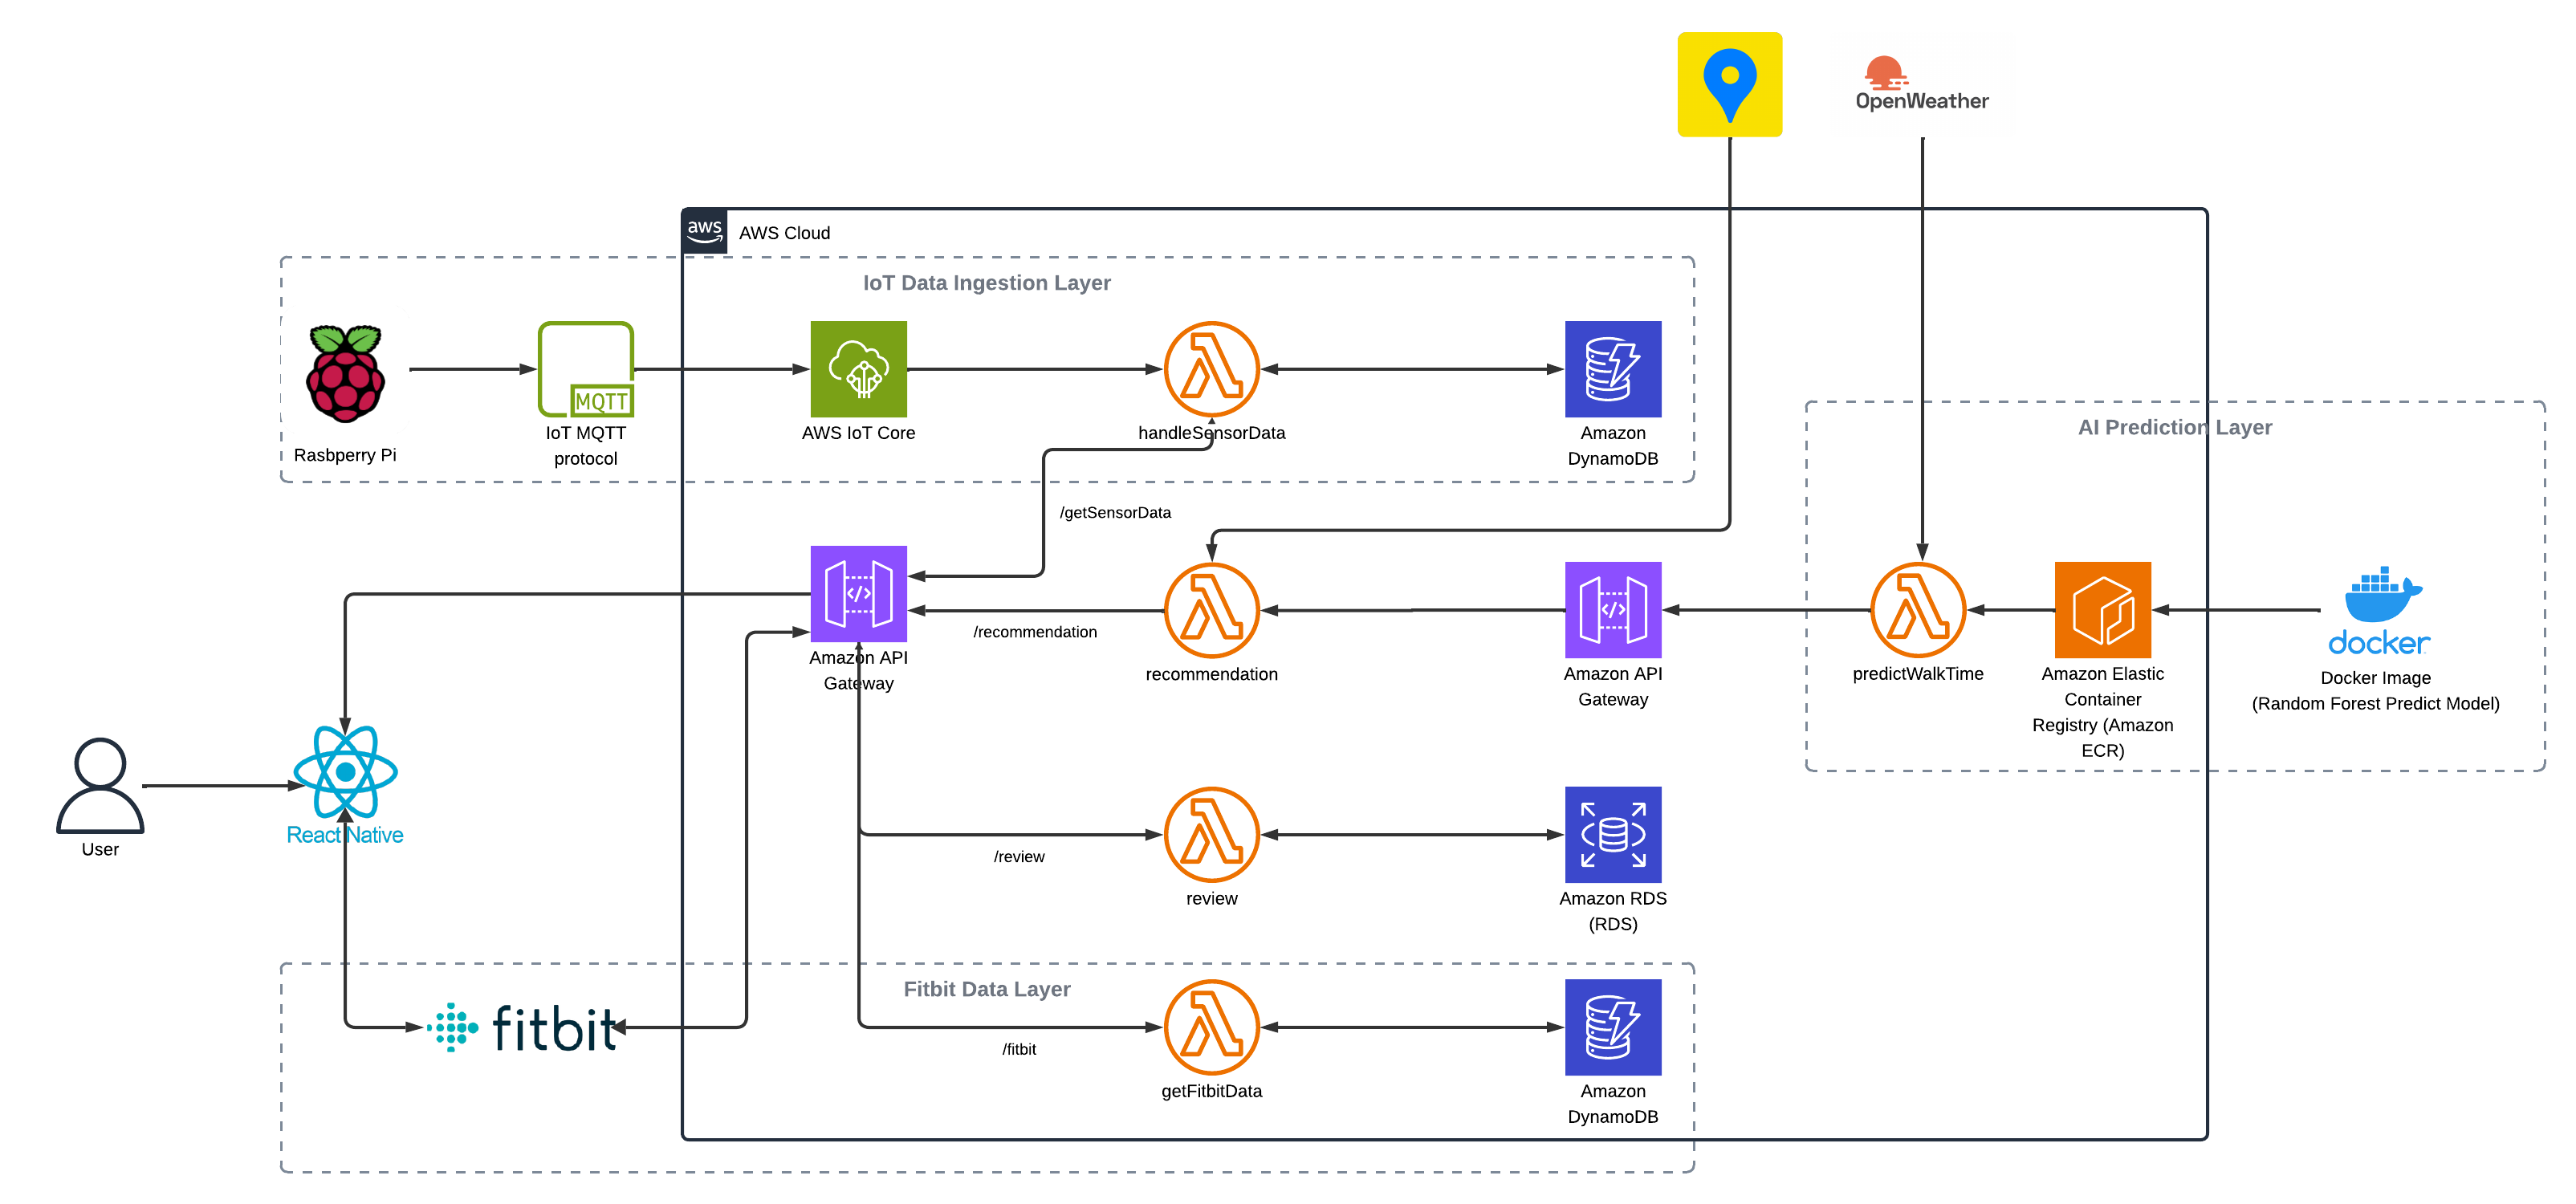 OpenWeather
aws
AWS Cloud
IoT Data Ingestion Layer
MQTT
Rasbperry Pi
IoT MQTT
protocol
AWS IoT Core
handleSensorData
Amazon
DynamoDB
AI Prediction Layer
/getSensorData
/recommendation
Amazon API
Gateway
recommendation
Amazon API
Gateway
predictWalkTime
Amazon Elastic
Container
Registry (Amazon
ECR)
docker
Docker Image
(Random Forest Predict Model)
User
React Native
/review
review
Amazon RDS
(RDS)
Fitbit Data Layer
fitbit
/fitbit
getFitbitData
Amazon
DynamoDB